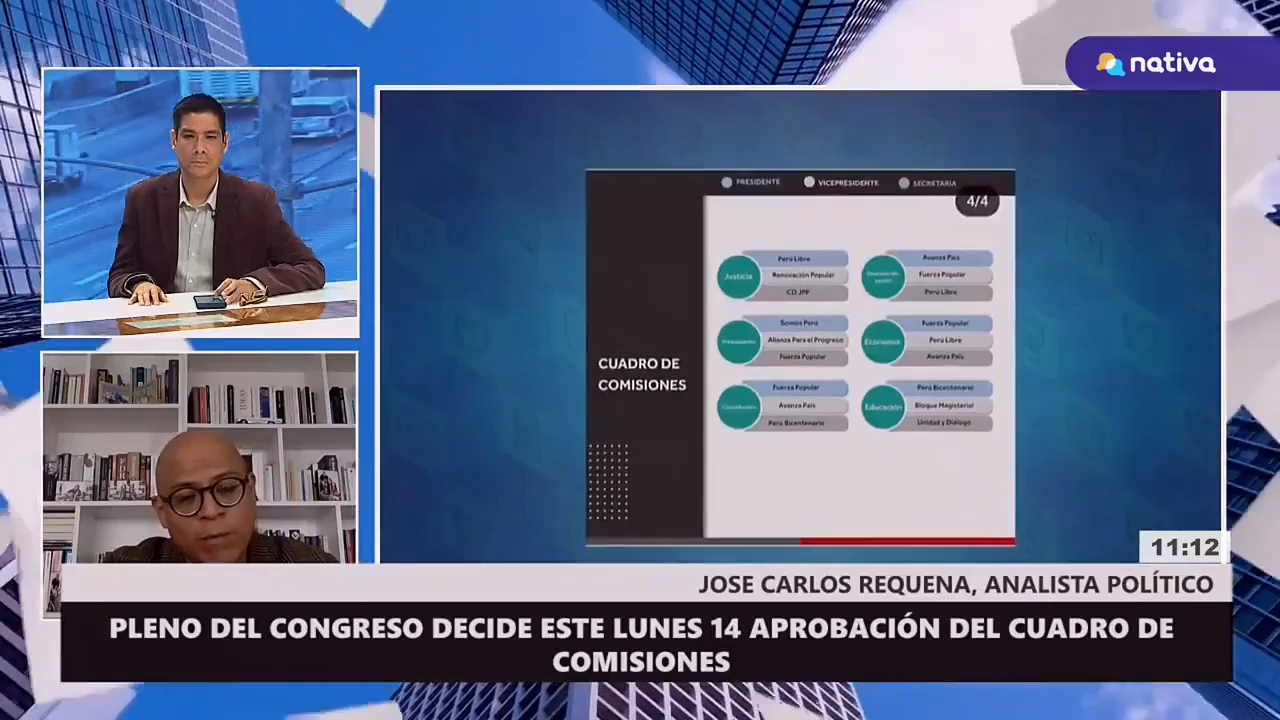 nativa
PRESIDENTE
VICEPRESIDENTE
SECRETARIA
4/4
CUADRO DE
COMISIONES
Justicia
Perú Libre
Renovación Popular
CD JPP
Avanza País
Fuerza Popular
Perú Libre
Presupuesto
Somos Perú
Alianza Para el Progreso
Fuerza Popular
Economía
Fuerza Popular
Perú Libre
Avanza País
Fuerza Popular
Avanza País
Perú Bicentenario
Educación
Perú Bicentenario
Bloque Magisterial
Unidad y Diálogo
11:12
JOSE CARLOS REQUENA, ANALISTA POLÍTICO
PLENO DEL CONGRESO DECIDE ESTE LUNES 14 APROBACIÓN DEL CUADRO DE
COMISIONES